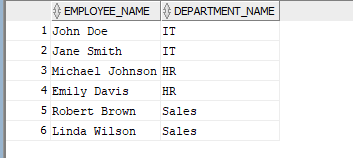 EMPLOYEE_NAME DEPARTMENT_NAME
1 John Doe IT
2 Jane Smith IT
3 Michael Johnson HR
4 Emily Davis HR
5 Robert Brown Sales
6 Linda Wilson Sales